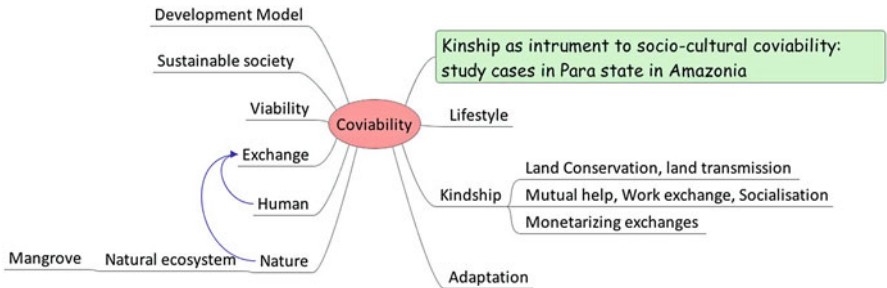 Development Model
Sustainable society
Viability
Exchange
Human
Mangrove Natural ecosystem Nature
Coviability
Kinship as intrument to socio-cultural coviability:
study cases in Para state in Amazonia
Lifestyle
Kindship
Land Conservation, land transmission
Mutual help, Work exchange, Socialisation
Monetarizing exchanges
Adaptation